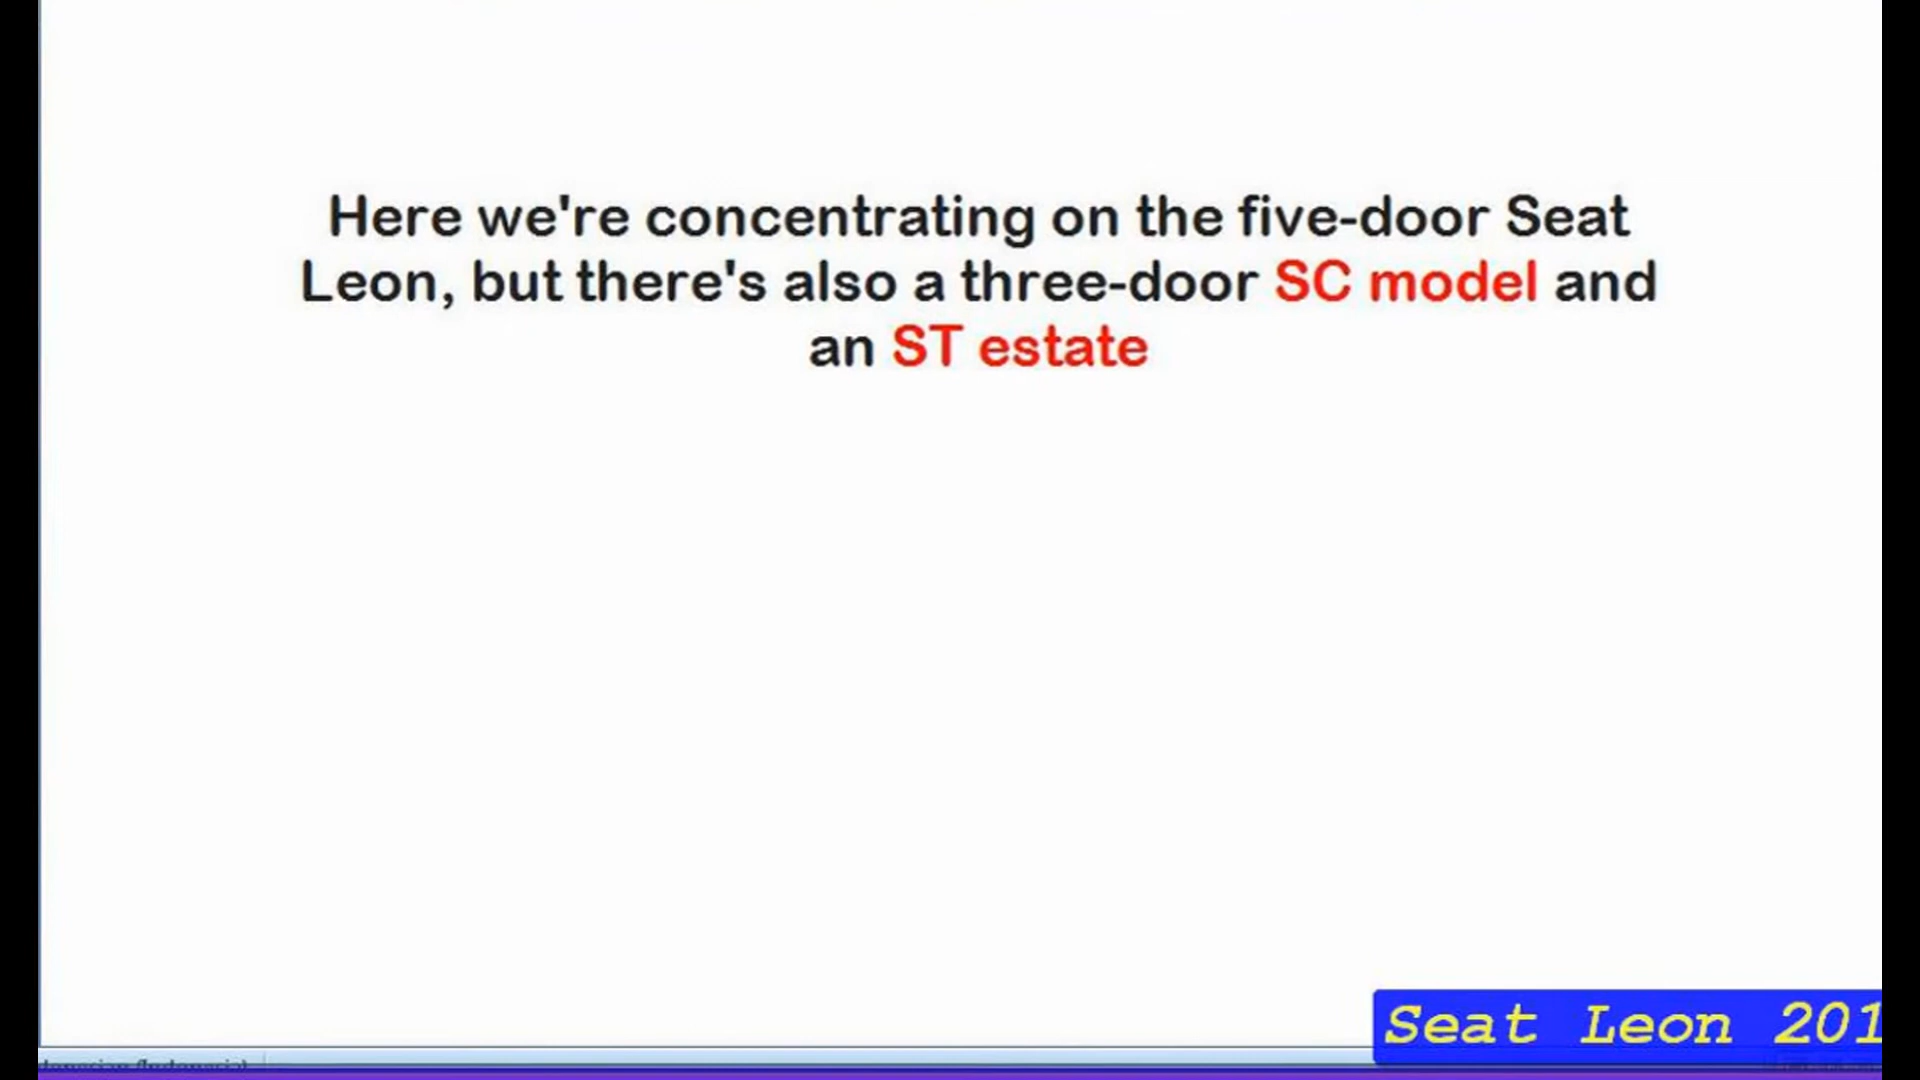 Here we're concentrating on the five-door Seat
Leon, but there's also a three-door SC model and
an ST estate
Seat Leon 201